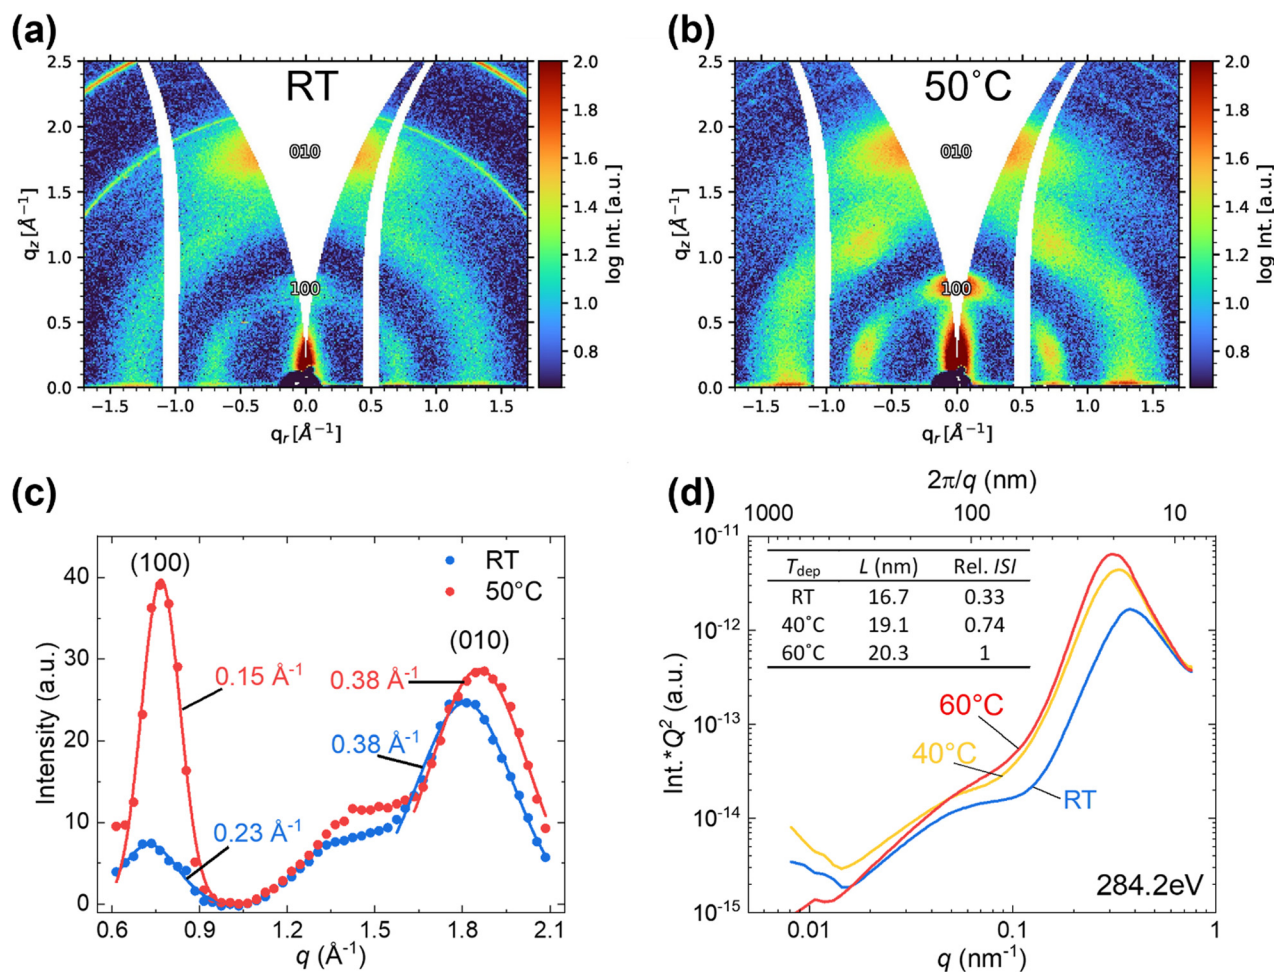 (a)
RT
010
100
2.5
2.0
1.5
1.0
0.5
0.0
q_z [Å⁻¹]
−1.5 −1.0 −0.5 0.0 0.5 1.0 1.5
q_r [Å⁻¹]
2.0
1.8
1.6
1.4
1.2
1.0
0.8
log Int. [a.u.]
(b)
50°C
010
100
2.5
2.0
1.5
1.0
0.5
0.0
q_z [Å⁻¹]
−1.5 −1.0 −0.5 0.0 0.5 1.0 1.5
q_r [Å⁻¹]
2.0
1.8
1.6
1.4
1.2
1.0
0.8
log Int. [a.u.]
(c)
(100)
RT
50°C
(010)
0.15 Å⁻¹
0.38 Å⁻¹
0.38 Å⁻¹
0.23 Å⁻¹
40
30
20
10
0
Intensity (a.u.)
0.6 0.9 1.2 1.5 1.8 2.1
q (Å⁻¹)
(d)
2π/q (nm)
1000 100 10
10⁻¹¹
10⁻¹²
10⁻¹³
10⁻¹⁴
10⁻¹⁵
Int.*Q² (a.u.)
T_dep L (nm) Rel. ISI
RT 16.7 0.33
40°C 19.1 0.74
60°C 20.3 1
60°C
40°C
RT
284.2eV
0.01 0.1 1
q (nm⁻¹)